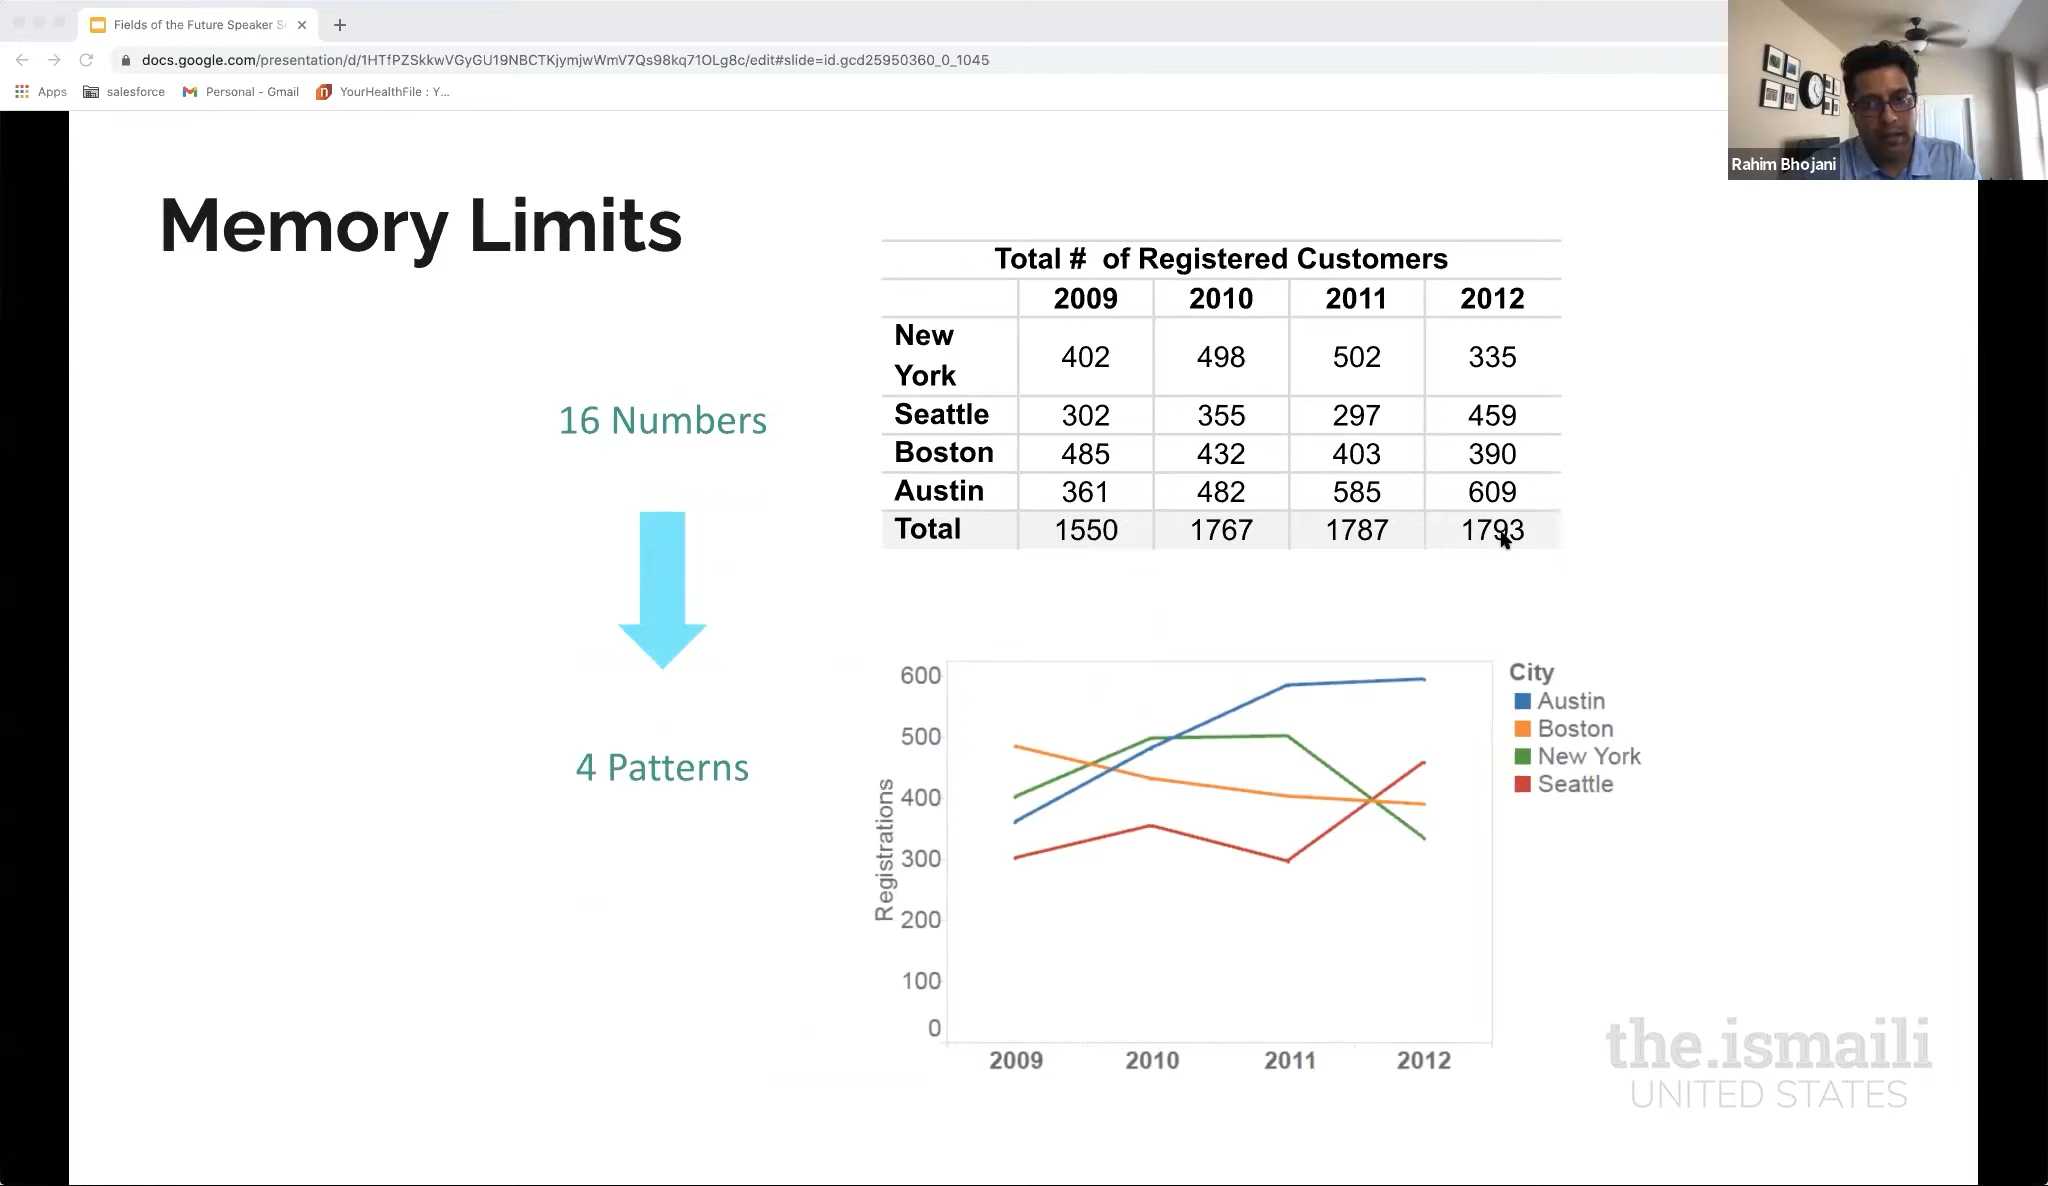 Fields of the Future Speaker S
docs.google.com/presentation/d/1HTfPZSkkwVGyGU19NBCTKjymjwWmV7Qs98kq71OLg8c/edit#slide=id.gcd25950360_0_1045
Apps salesforce Personal - Gmail YourHealthFile : Y...
Rahim Bhojani
Memory Limits
16 Numbers
4 Patterns
Total # of Registered Customers
2009 2010 2011 2012
New York 402 498 502 335
Seattle 302 355 297 459
Boston 485 432 403 390
Austin 361 482 585 609
Total 1550 1767 1787 1793
Registrations
600
500
400
300
200
100
0
2009 2010 2011 2012
City
Austin
Boston
New York
Seattle
the.ismaili
UNITED STATES